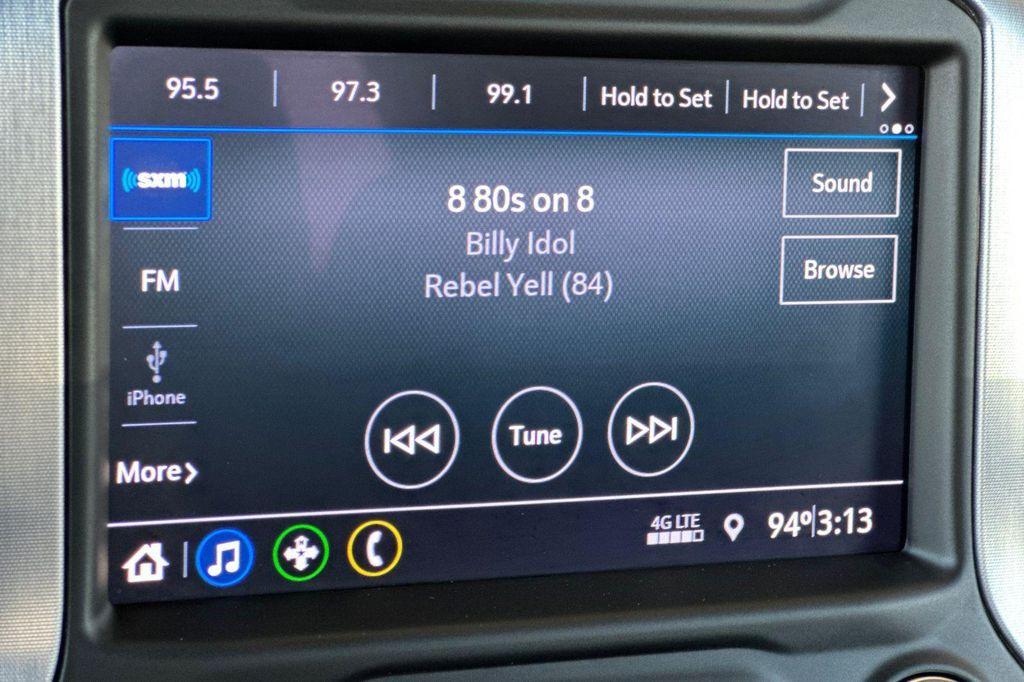 95.5 97.3 99.1 Hold to Set Hold to Set
sxm
8 80s on 8
Sound
Billy Idol
Rebel Yell (84)
FM
Browse
iPhone
Tune
More
4G LTE
94° 3:13